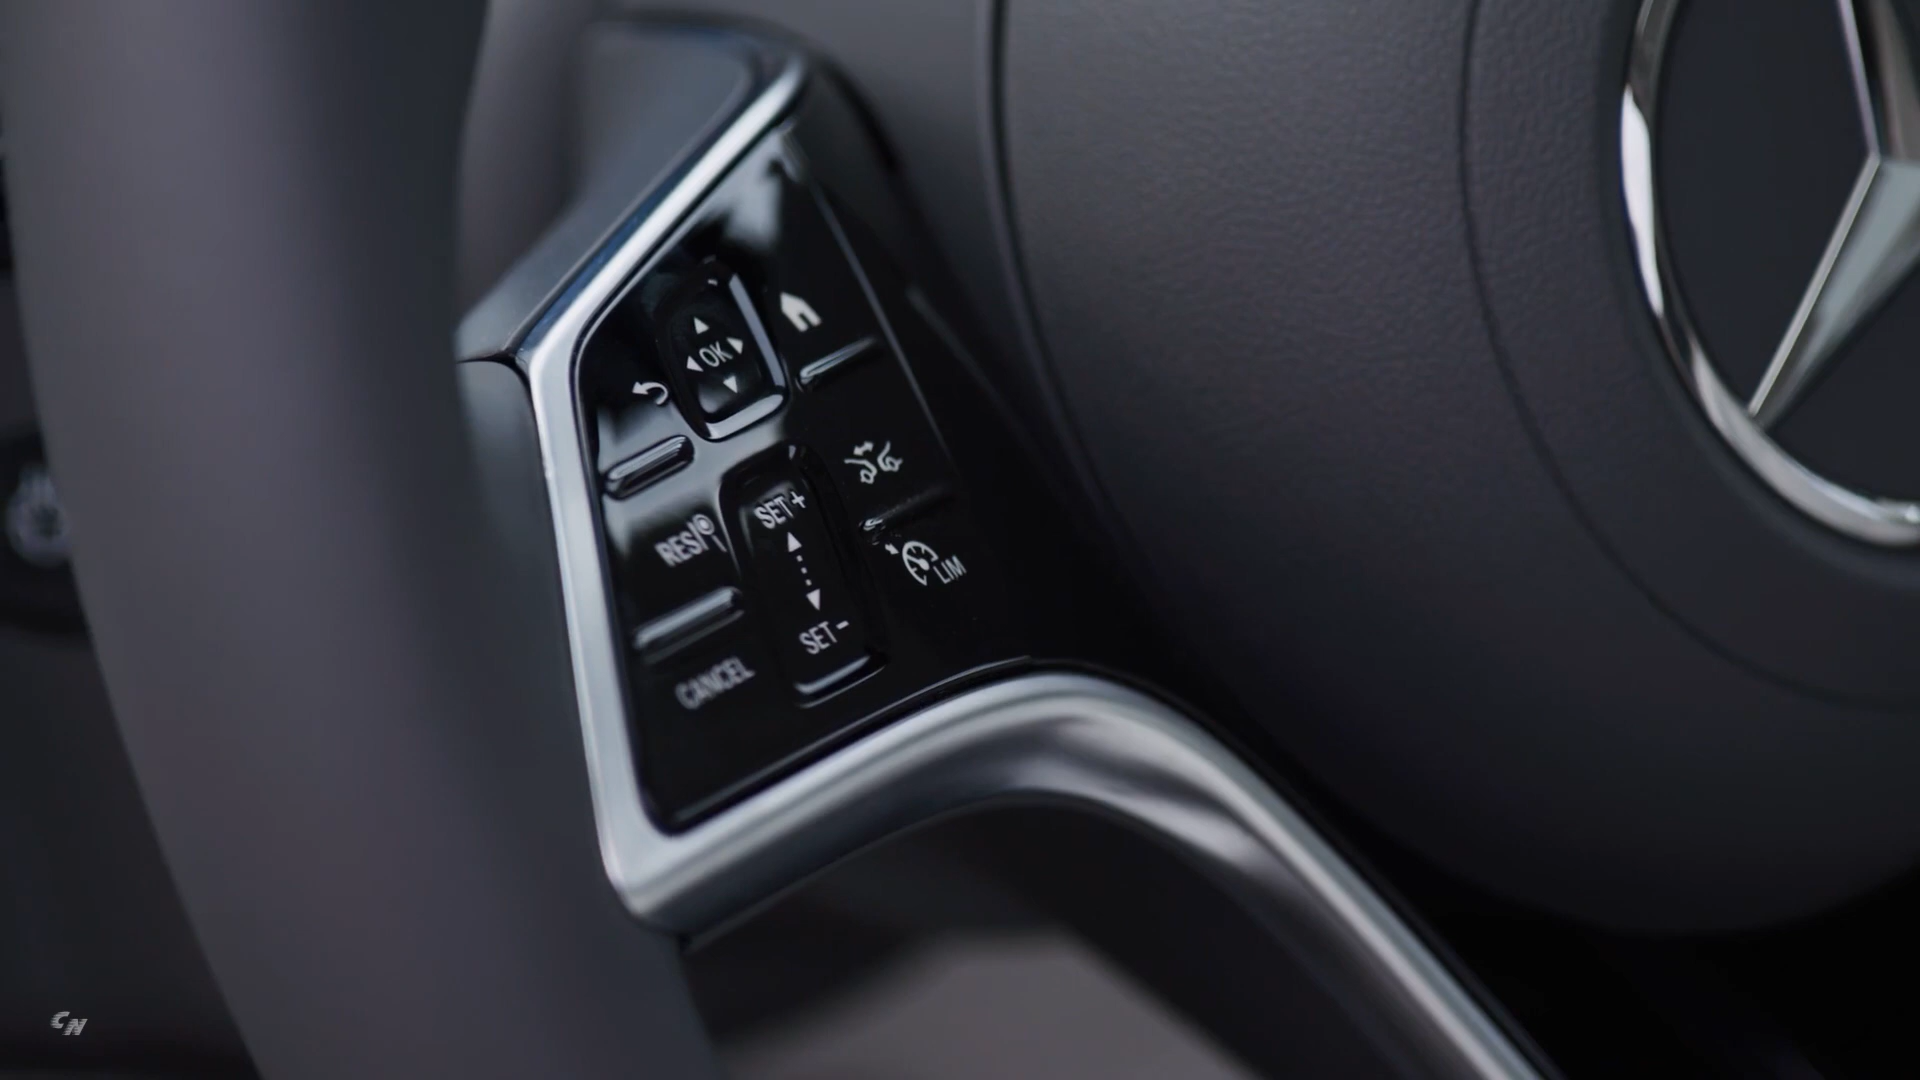 OK
SET +
RES
LIM
SET -
CANCEL
CN